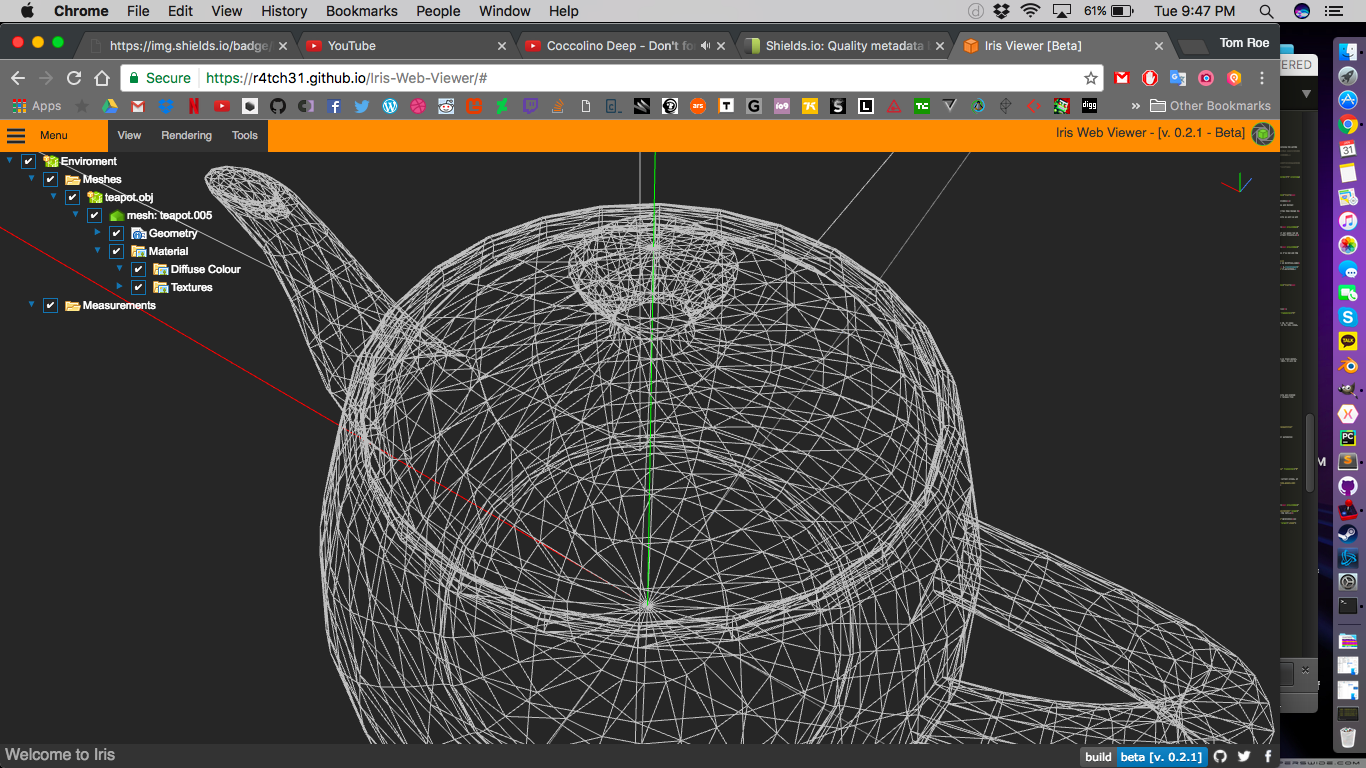 Chrome File Edit View History Bookmarks People Window Help 61% Tue 9:47 PM
https://img.shields.io/badge/ YouTube Coccolino Deep - Don't fo Shields.io: Quality metadata Iris Viewer [Beta] Tom Roe
Secure https://r4tch31.github.io/Iris-Web-Viewer/#
Apps Other Bookmarks
Menu View Rendering Tools Iris Web Viewer - [v. 0.2.1 - Beta]
Enviroment
Meshes
teapot.obj
mesh: teapot.005
Geometry
Material
Diffuse Colour
Textures
Measurements
Welcome to Iris
build beta [v. 0.2.1]